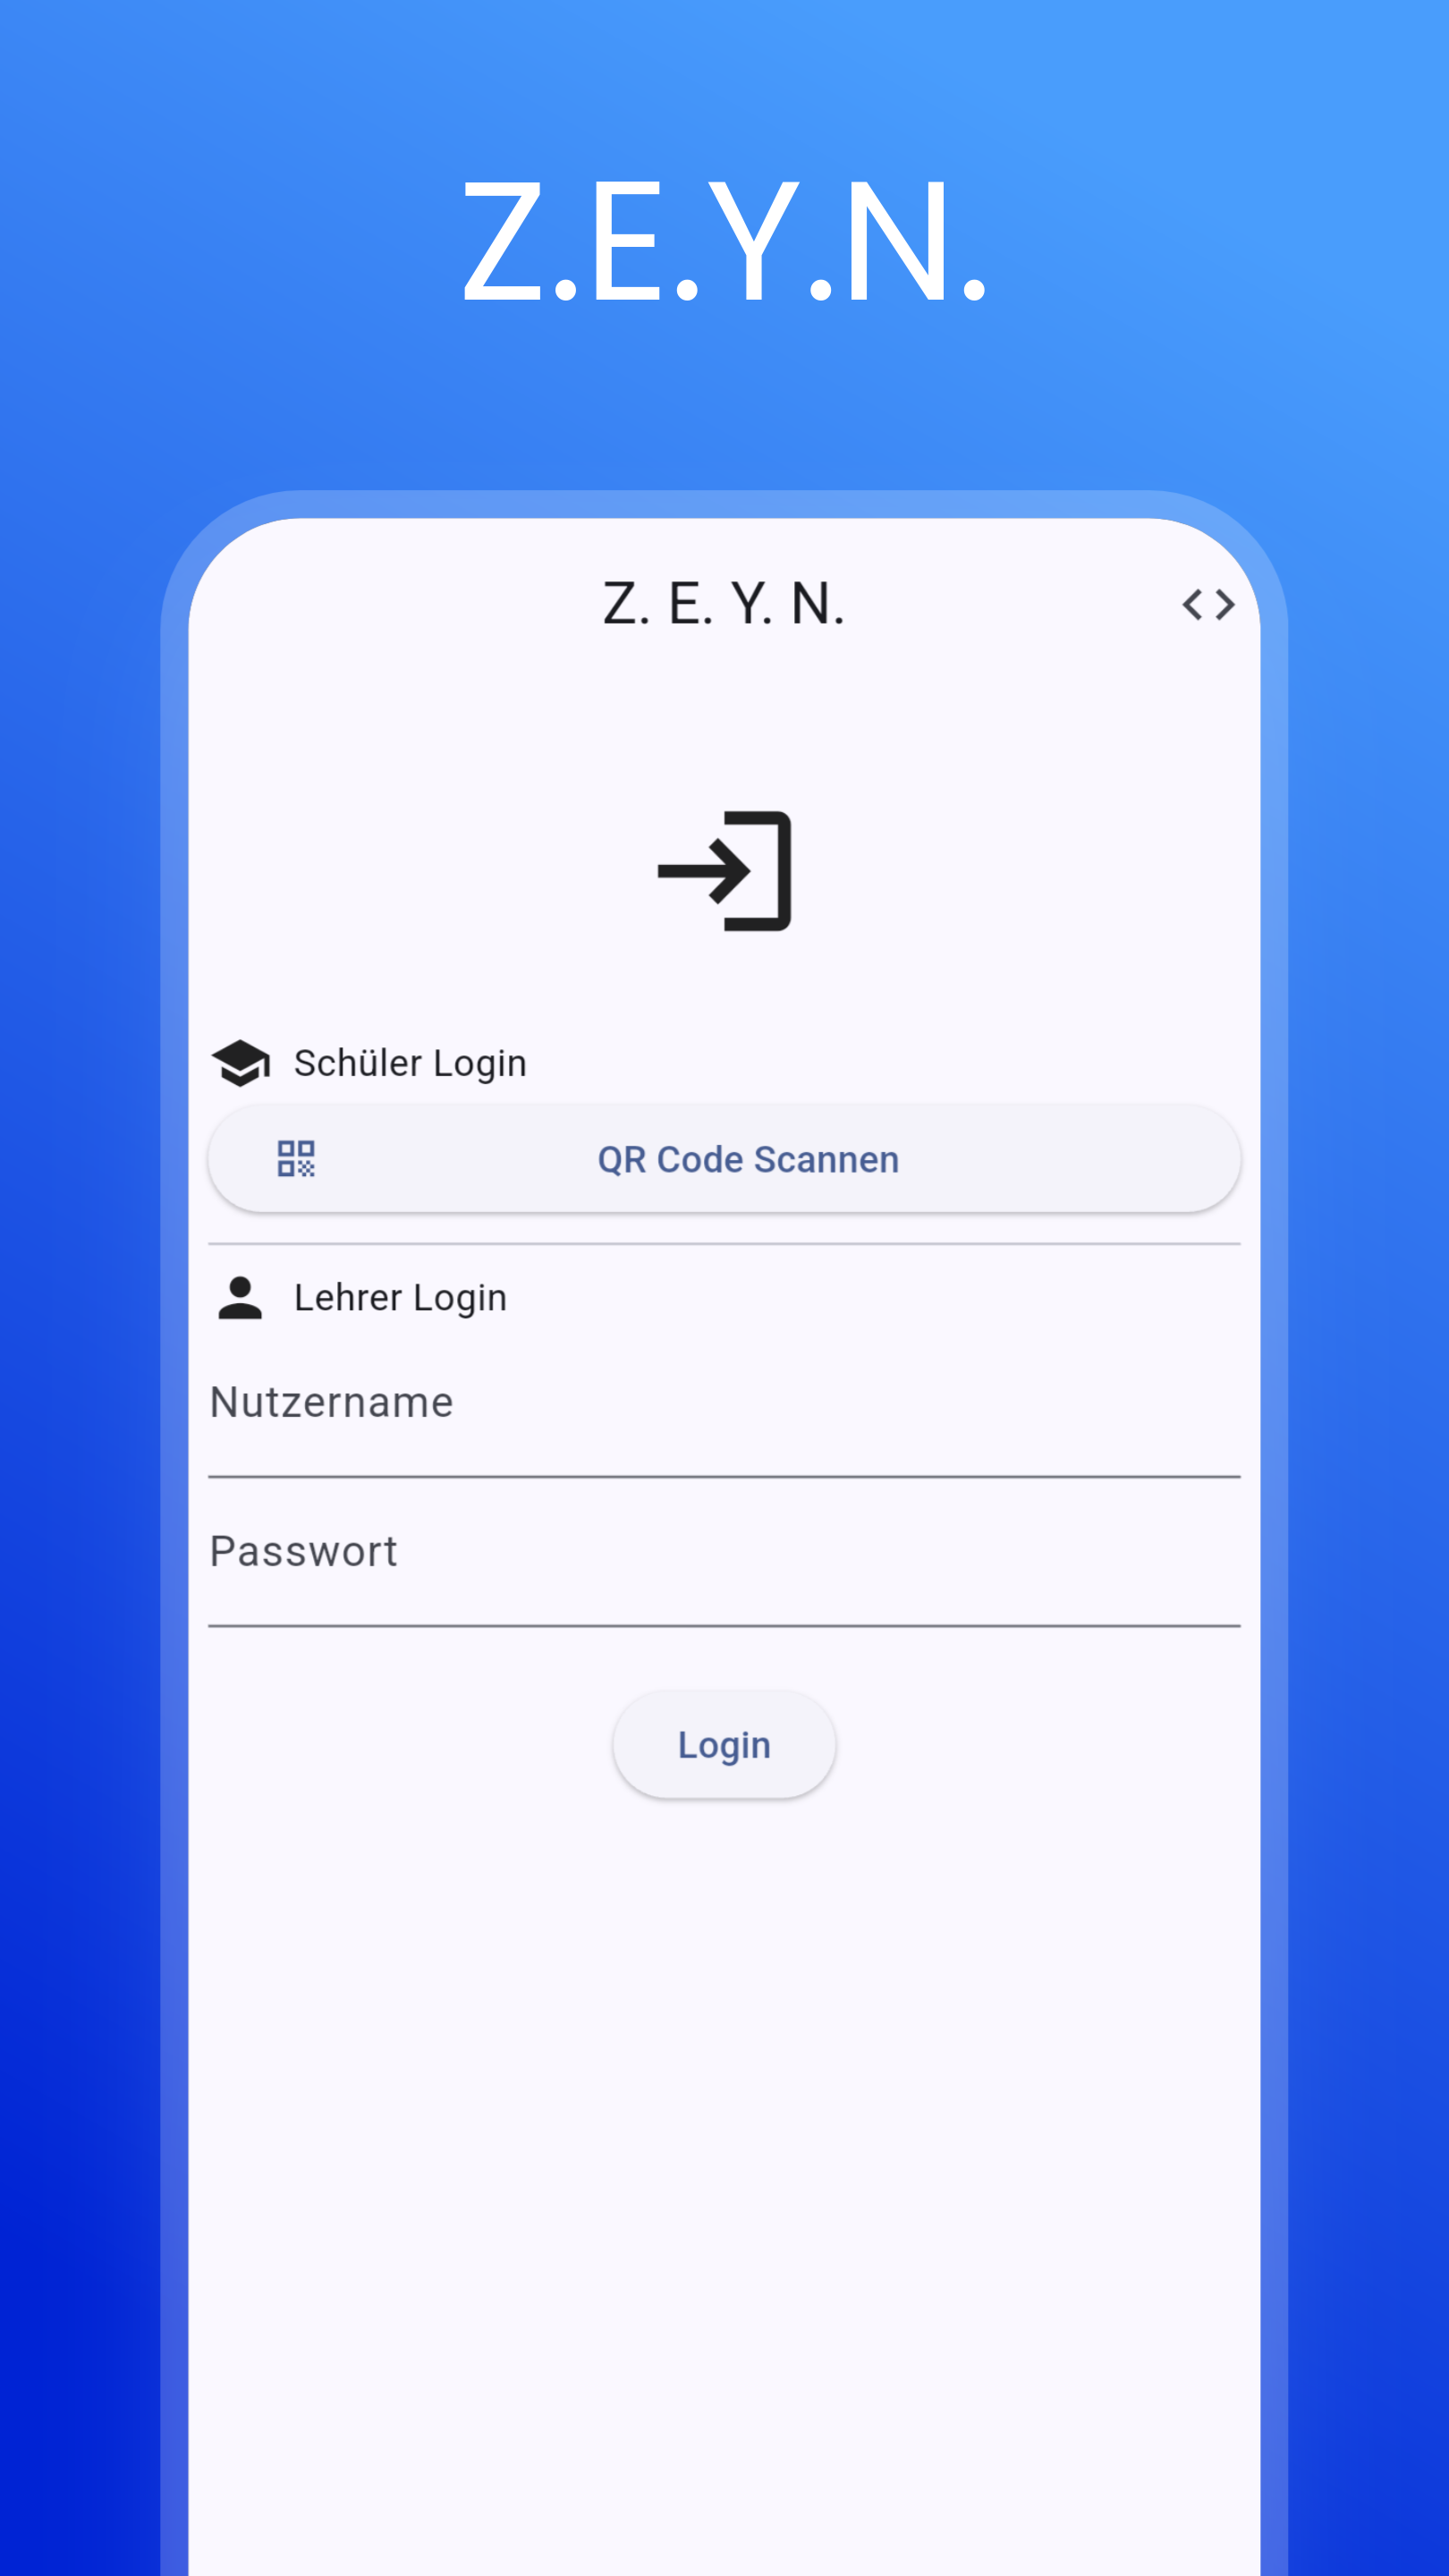 Z.E.Y.N.
Z. E. Y. N.
Schüler Login
QR Code Scannen
Lehrer Login
Nutzername
Passwort
Login